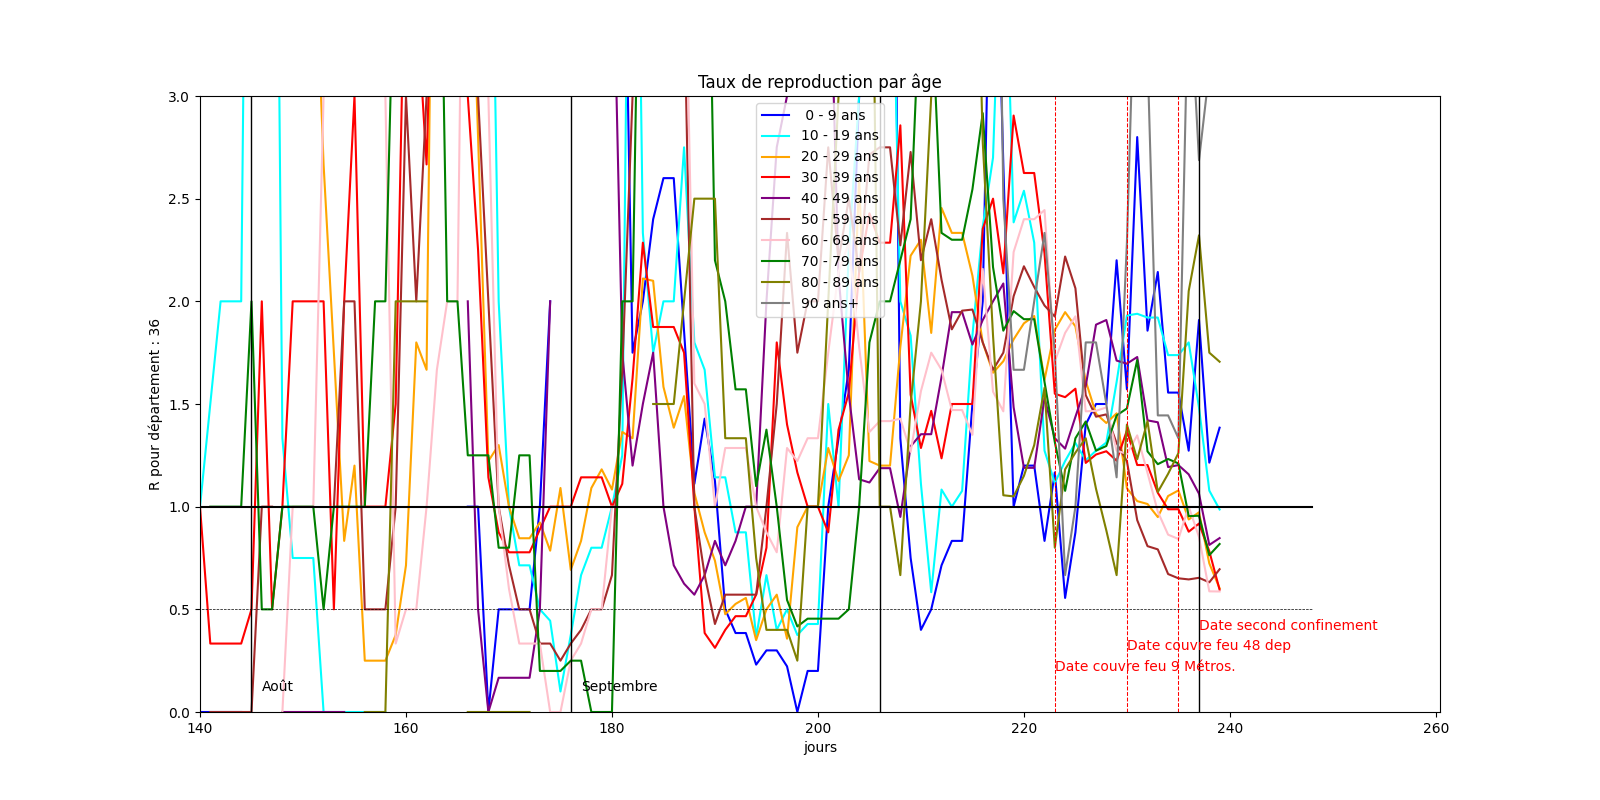 Taux de reproduction par âge
R pour département : 36
3.0
2.5
2.0
1.5
1.0
0.5
0.0
0 - 9 ans
10 - 19 ans
20 - 29 ans
30 - 39 ans
40 - 49 ans
50 - 59 ans
60 - 69 ans
70 - 79 ans
80 - 89 ans
90 ans+
Date second confinement
Date couvre feu 48 dep
Date couvre feu 9 Métros.
Août
Septembre
140
160
180
200
220
240
260
jours